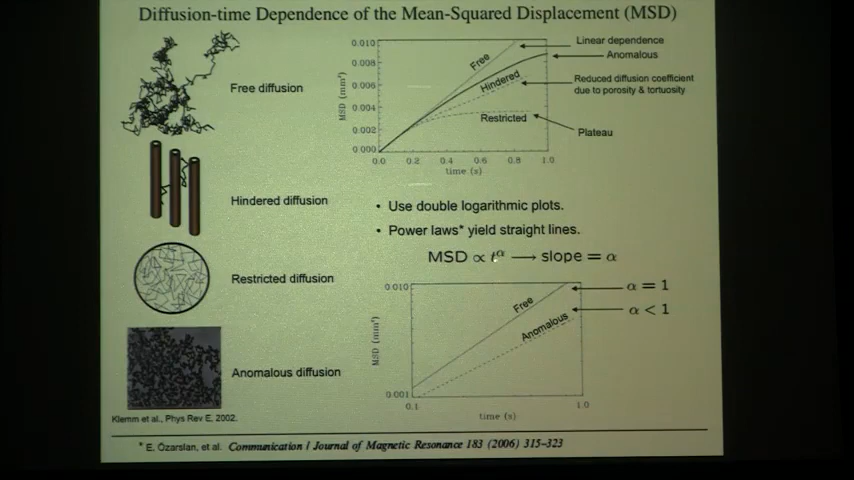 Diffusion-time Dependence of the Mean-Squared Displacement (MSD)
Free diffusion
Hindered diffusion
Restricted diffusion
Anomalous diffusion
Klemm et al., Phys Rev E, 2002.
MSD (mm²)
0.010
0.008
0.006
0.004
0.002
0.000
0.0 0.2 0.4 0.6 0.8 1.0
time (s)
Free
Hindered
Restricted
Linear dependence
Anomalous
Reduced diffusion coefficient
due to porosity & tortuosity
Plateau
• Use double logarithmic plots.
• Power laws* yield straight lines.
MSD ∝ t^α ⟶ slope = α
MSD (mm²)
0.010
0.001
0.1 1.0
time (s)
Free
Anomalous
α = 1
α < 1
* E. Özarslan, et al. Communication / Journal of Magnetic Resonance 183 (2006) 315–323